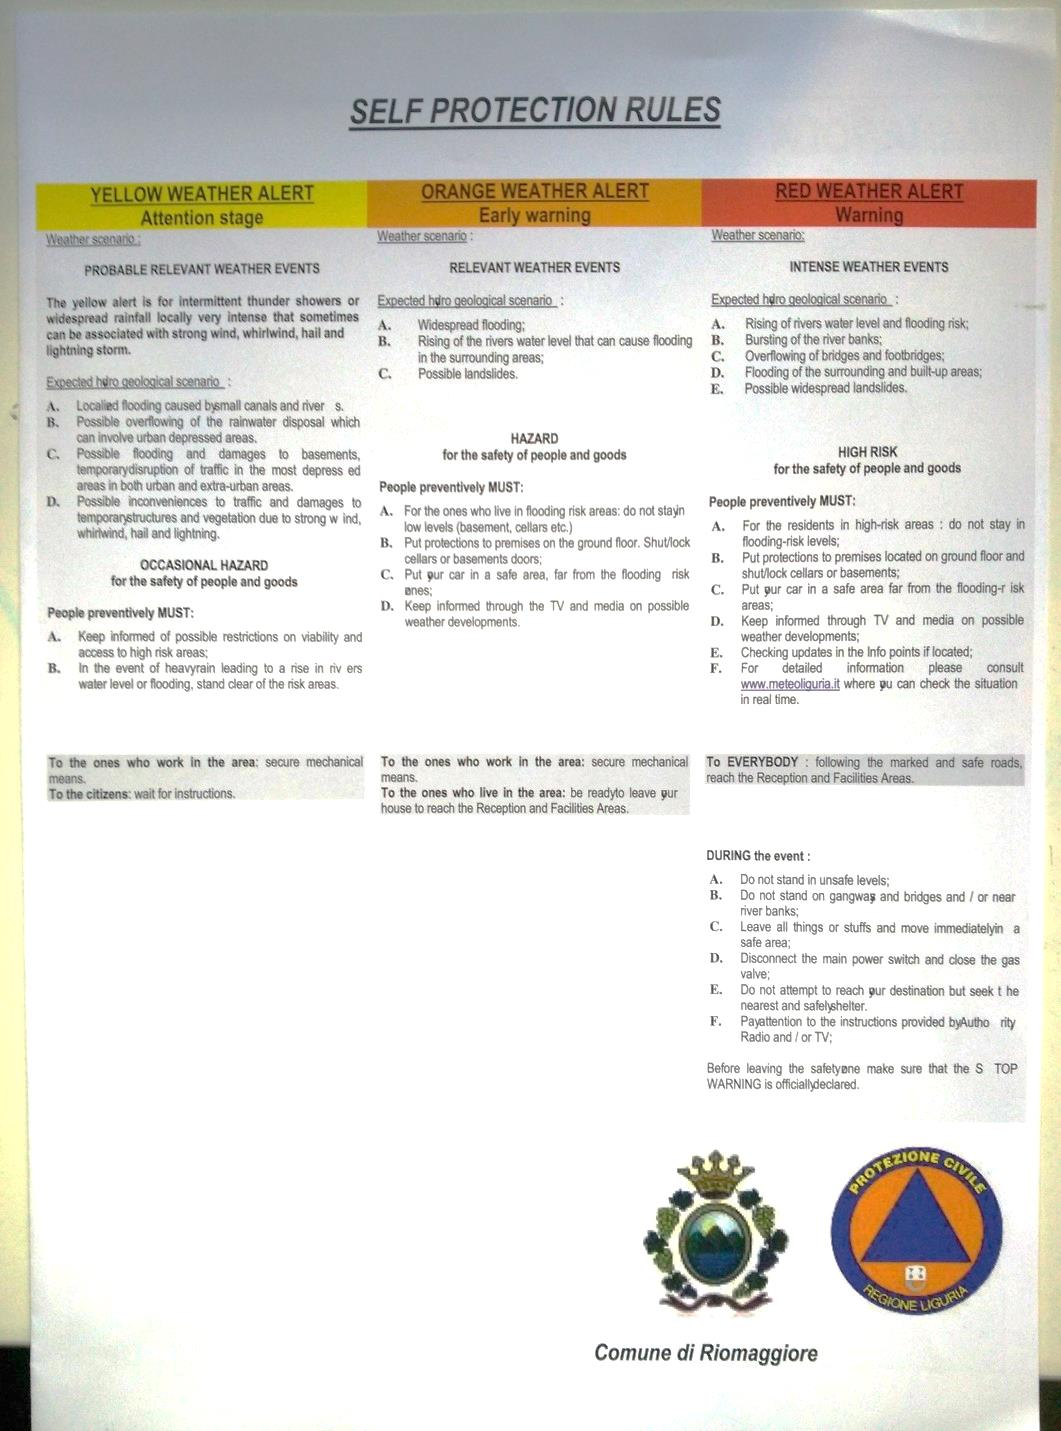 SELF PROTECTION RULES
YELLOW WEATHER ALERT
Attention stage
Weather scenario :
PROBABLE RELEVANT WEATHER EVENTS
The yellow alert is for intermittent thunder showers or
widespread rainfall locally very intense that sometimes
can be associated with strong wind, whirlwind, hail and
lightning storm.
Expected hdro geological scenario :
A. Localied flooding caused bysmall canals and river s.
B. Possible overflowing of the rainwater disposal which
can involve urban depressed areas.
C. Possible flooding and damages to basements,
temporarydisruption of traffic in the most depress ed
areas in both urban and extra-urban areas.
D. Possible inconveniences to traffic and damages to
temporarystructures and vegetation due to strong w ind,
whirlwind, hail and lightning.
OCCASIONAL HAZARD
for the safety of people and goods
People preventively MUST:
A. Keep informed of possible restrictions on viability and
access to high risk areas;
B. In the event of heavyrain leading to a rise in riv ers
water level or flooding, stand clear of the risk areas.
To the ones who work in the area: secure mechanical
means.
To the citizens: wait for instructions.
ORANGE WEATHER ALERT
Early warning
Weather scenario :
RELEVANT WEATHER EVENTS
Expected hdro geological scenario :
A. Widespread flooding;
B. Rising of the rivers water level that can cause flooding
in the surrounding areas;
C. Possible landslides.
HAZARD
for the safety of people and goods
People preventively MUST:
A. For the ones who live in flooding risk areas: do not stayin
low levels (basement, cellars etc.)
B. Put protections to premises on the ground floor. Shut/lock
cellars or basements doors;
C. Put our car in a safe area, far from the flooding risk
ones;
D. Keep informed through the TV and media on possible
weather developments.
To the ones who work in the area: secure mechanical
means.
To the ones who live in the area: be readyto leave our
house to reach the Reception and Facilities Areas.
RED WEATHER ALERT
Warning
Weather scenario:
INTENSE WEATHER EVENTS
Expected hdro geological scenario :
A. Rising of rivers water level and flooding risk;
B. Bursting of the river banks;
C. Overflowing of bridges and footbridges;
D. Flooding of the surrounding and built-up areas;
E. Possible widespread landslides.
HIGH RISK
for the safety of people and goods
People preventively MUST:
A. For the residents in high-risk areas : do not stay in
flooding-risk levels;
B. Put protections to premises located on ground floor and
shut/lock cellars or basements;
C. Put our car in a safe area far from the flooding-r isk
areas;
D. Keep informed through TV and media on possible
weather developments;
E. Checking updates in the Info points if located;
F. For detailed information please consult
www.meteoliguria.it where ou can check the situation
in real time.
To EVERYBODY : following the marked and safe roads,
reach the Reception and Facilities Areas.
DURING the event :
A. Do not stand in unsafe levels;
B. Do not stand on gangways and bridges and / or near
river banks;
C. Leave all things or stuffs and move immediatelyin a
safe area;
D. Disconnect the main power switch and close the gas
valve;
E. Do not attempt to reach our destination but seek t he
nearest and safelyshelter.
F. Payattention to the instructions provided byAutho rity
Radio and / or TV;
Before leaving the safetyone make sure that the S TOP
WARNING is officiallydeclared.
PROTEZIONE CIVILE
REGIONE LIGURIA
Comune di Riomaggiore